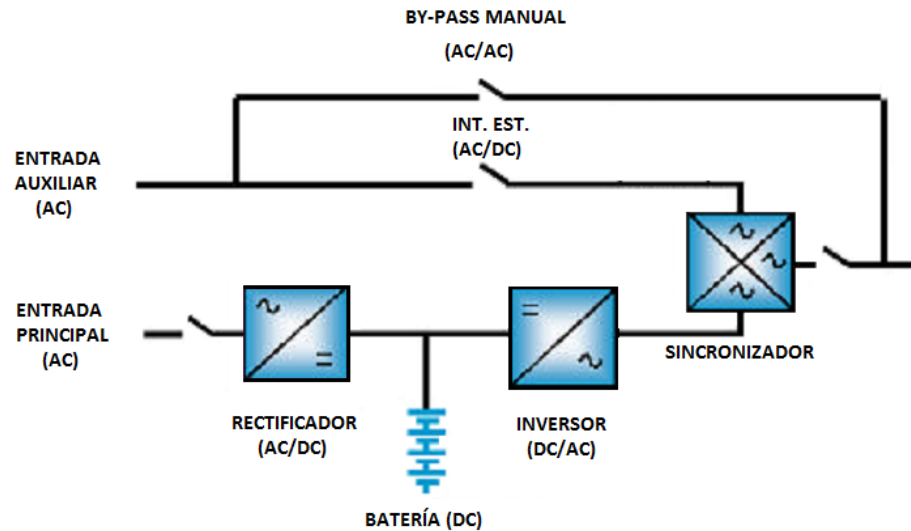 BY-PASS MANUAL
(AC/AC)
INT. EST.
(AC/DC)
ENTRADA
AUXILIAR
(AC)
ENTRADA
PRINCIPAL
(AC)
SINCRONIZADOR
RECTIFICADOR
(AC/DC)
INVERSOR
(DC/AC)
BATERÍA (DC)